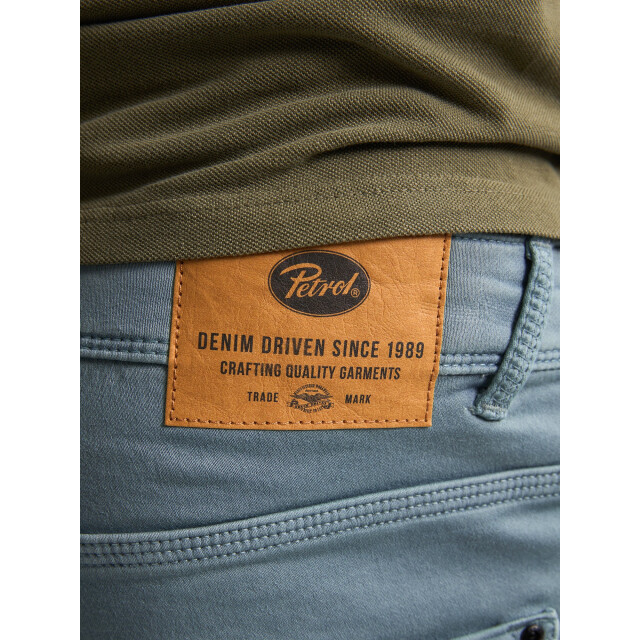 Petrol®
DENIM DRIVEN SINCE 1989
CRAFTING QUALITY GARMENTS
TRADE MARK